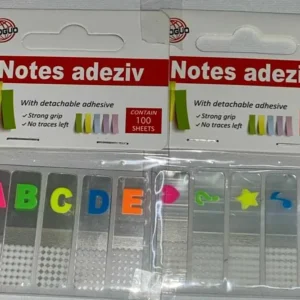 Notes adeziv
With detachable adhesive
✓ Strong grip
✓ No traces left
CONTAIN
100
SHEETS
A B C D E
Notes adeziv
With detachable adhesive
✓ Strong grip
✓ No traces left